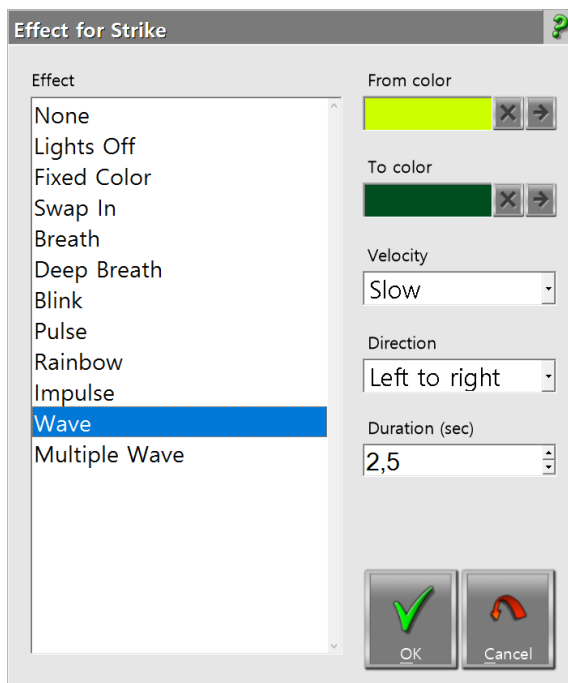 Effect for Strike
Effect
None
Lights Off
Fixed Color
Swap In
Breath
Deep Breath
Blink
Pulse
Rainbow
Impulse
Wave
Multiple Wave
From color
To color
Velocity
Slow
Direction
Left to right
Duration (sec)
2,5
OK
Cancel